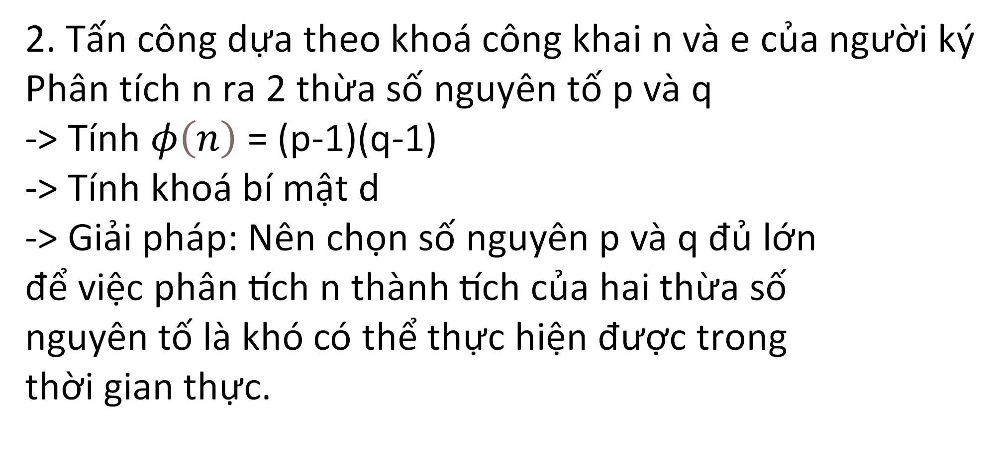 2. Tấn công dựa theo khoá công khai n và e của người ký
Phân tích n ra 2 thừa số nguyên tố p và q
-> Tính 𝜙(𝑛) = (p-1)(q-1)
-> Tính khoá bí mật d
-> Giải pháp: Nên chọn số nguyên p và q đủ lớn
để việc phân tích n thành tích của hai thừa số
nguyên tố là khó có thể thực hiện được trong
thời gian thực.